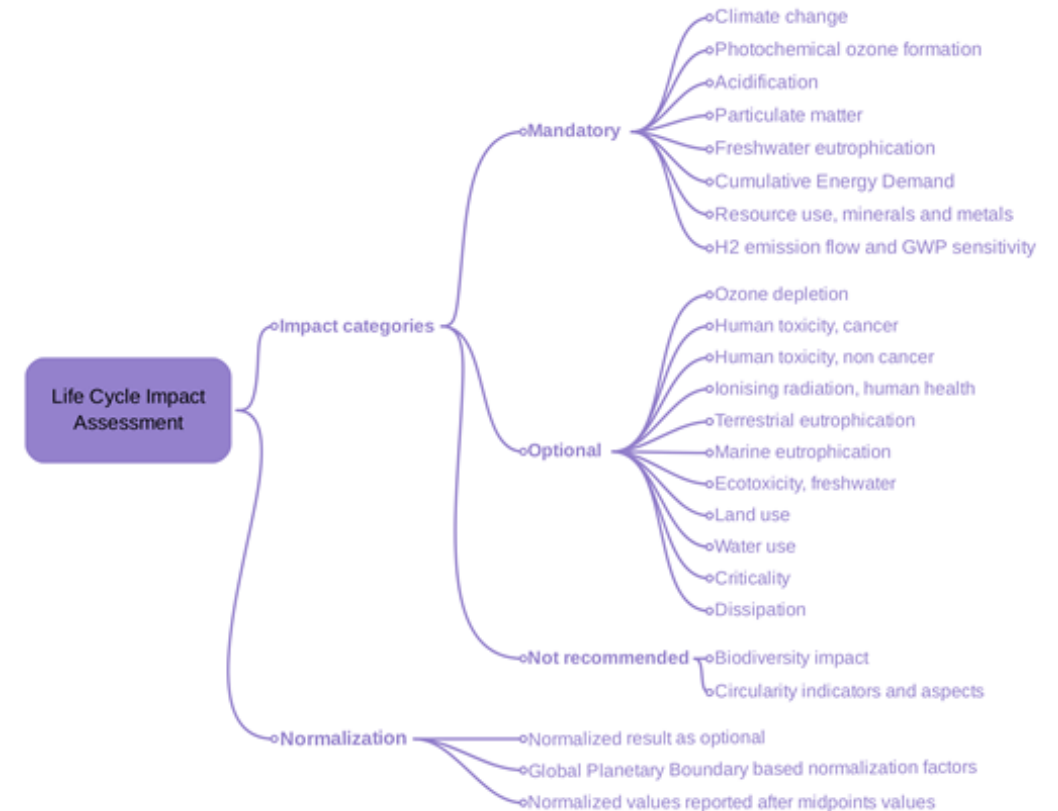 Life Cycle Impact
Assessment
Impact categories
Mandatory
Climate change
Photochemical ozone formation
Acidification
Particulate matter
Freshwater eutrophication
Cumulative Energy Demand
Resource use, minerals and metals
H2 emission flow and GWP sensitivity
Optional
Ozone depletion
Human toxicity, cancer
Human toxicity, non cancer
Ionising radiation, human health
Terrestrial eutrophication
Marine eutrophication
Ecotoxicity, freshwater
Land use
Water use
Criticality
Dissipation
Not recommended
Biodiversity impact
Circularity indicators and aspects
Normalization
Normalized result as optional
Global Planetary Boundary based normalization factors
Normalized values reported after midpoints values